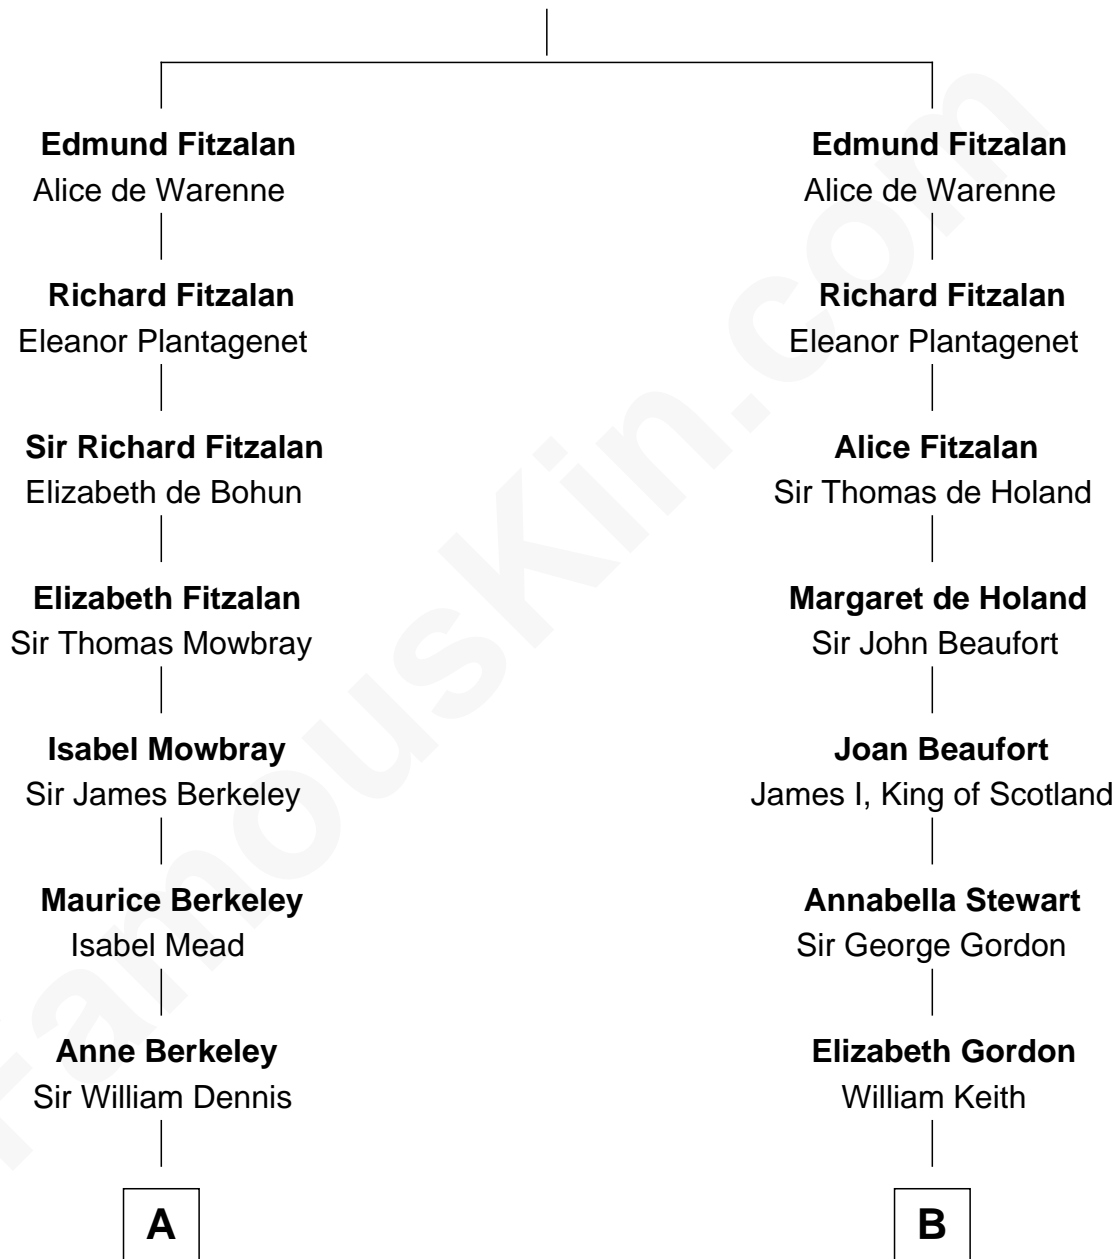 Edmund Fitzalan
Alice de Warenne
Richard Fitzalan
Eleanor Plantagenet
Sir Richard Fitzalan
Elizabeth de Bohun
Elizabeth Fitzalan
Sir Thomas Mowbray
Isabel Mowbray
Sir James Berkeley
Maurice Berkeley
Isabel Mead
Anne Berkeley
Sir William Dennis
A
Edmund Fitzalan
Alice de Warenne
Richard Fitzalan
Eleanor Plantagenet
Alice Fitzalan
Sir Thomas de Holand
Margaret de Holand
Sir John Beaufort
Joan Beaufort
James I, King of Scotland
Annabella Stewart
Sir George Gordon
Elizabeth Gordon
William Keith
B
FamousKin.com